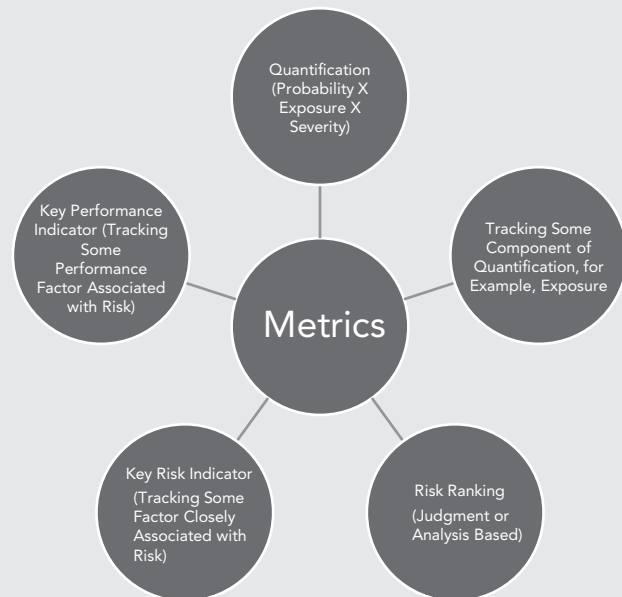 Quantification
(Probability X
Exposure X
Severity)
Key Performance
Indicator (Tracking
Some
Performance
Factor Associated
with Risk)
Tracking Some
Component of
Quantification, for
Example, Exposure
Metrics
Key Risk Indicator
(Tracking Some
Factor Closely
Associated with
Risk)
Risk Ranking
(Judgment or
Analysis Based)